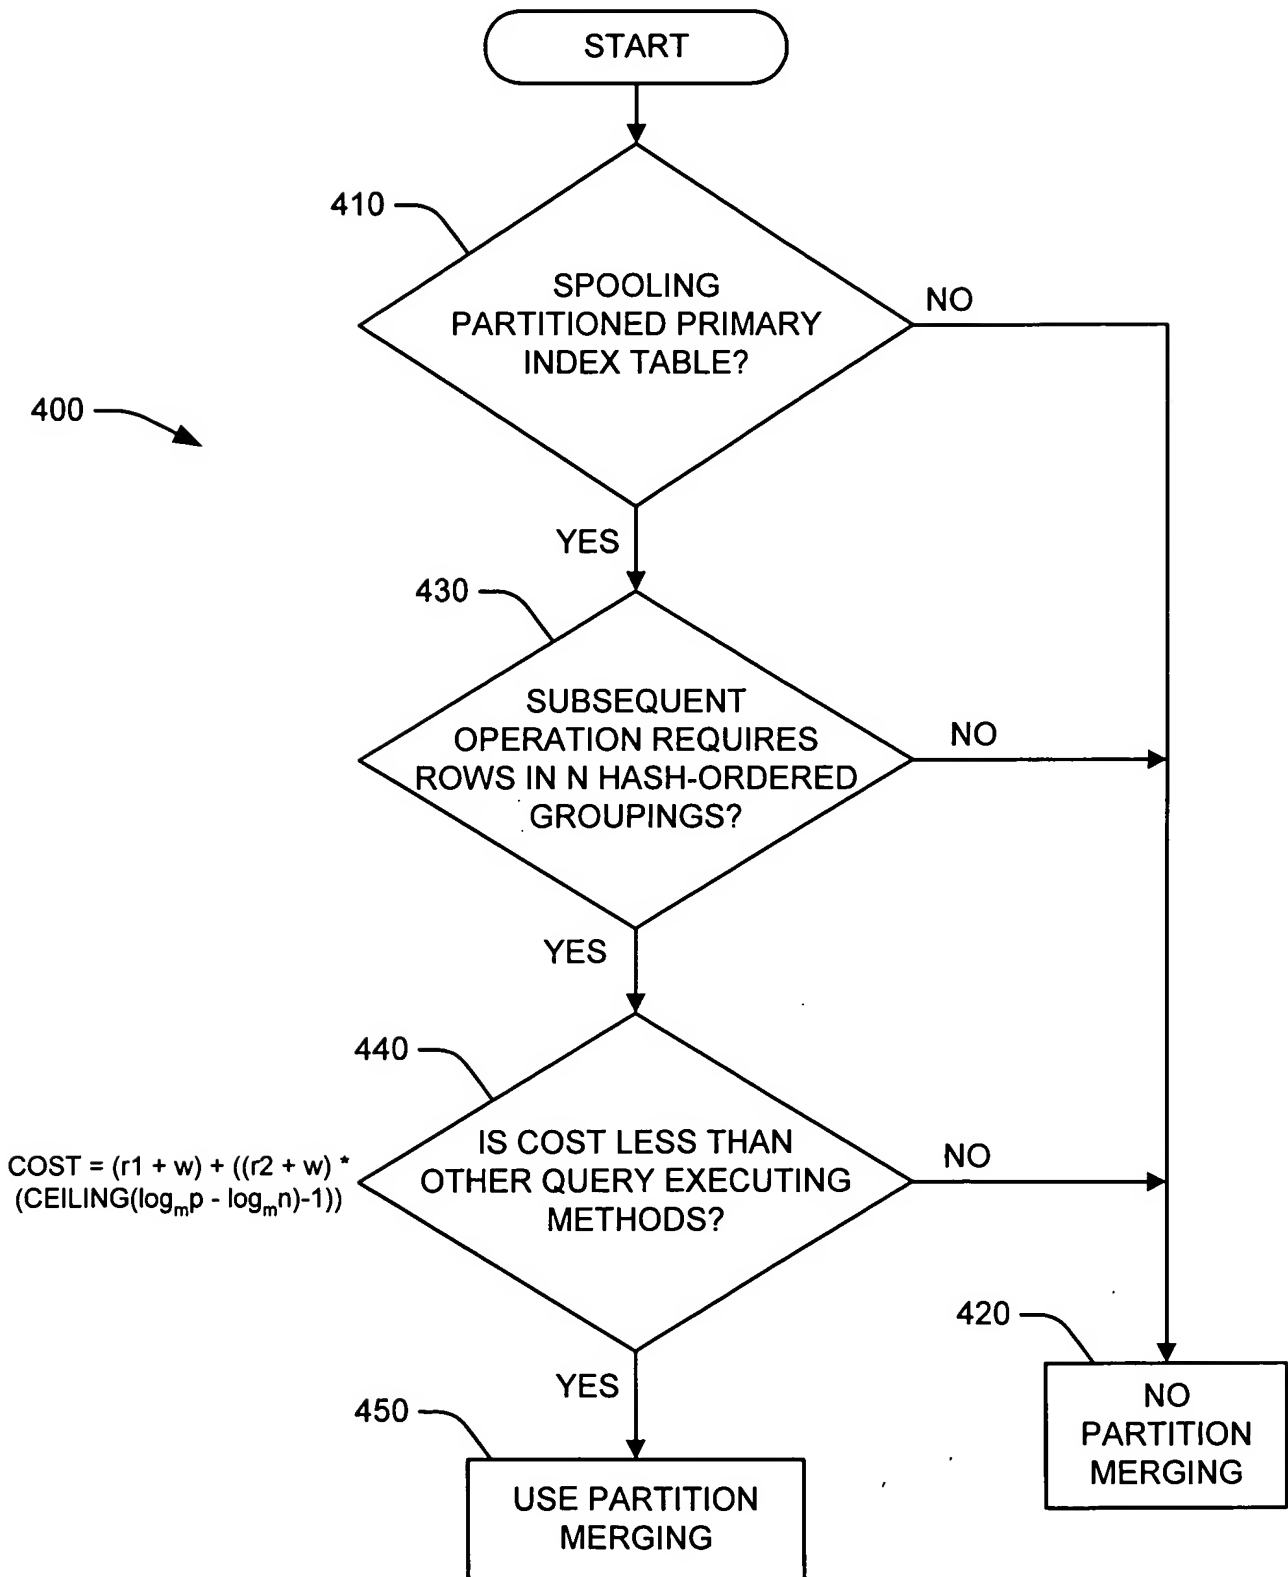 START
410
SPOOLING
PARTITIONED PRIMARY
INDEX TABLE?
NO
400
YES
430
SUBSEQUENT
OPERATION REQUIRES
ROWS IN N HASH-ORDERED
GROUPINGS?
NO
YES
440
IS COST LESS THAN
OTHER QUERY EXECUTING
METHODS?
NO
COST = (r1 + w) + ((r2 + w) *
(CEILING(logₘp - logₘn)-1))
YES
420
NO
PARTITION
MERGING
450
USE PARTITION
MERGING